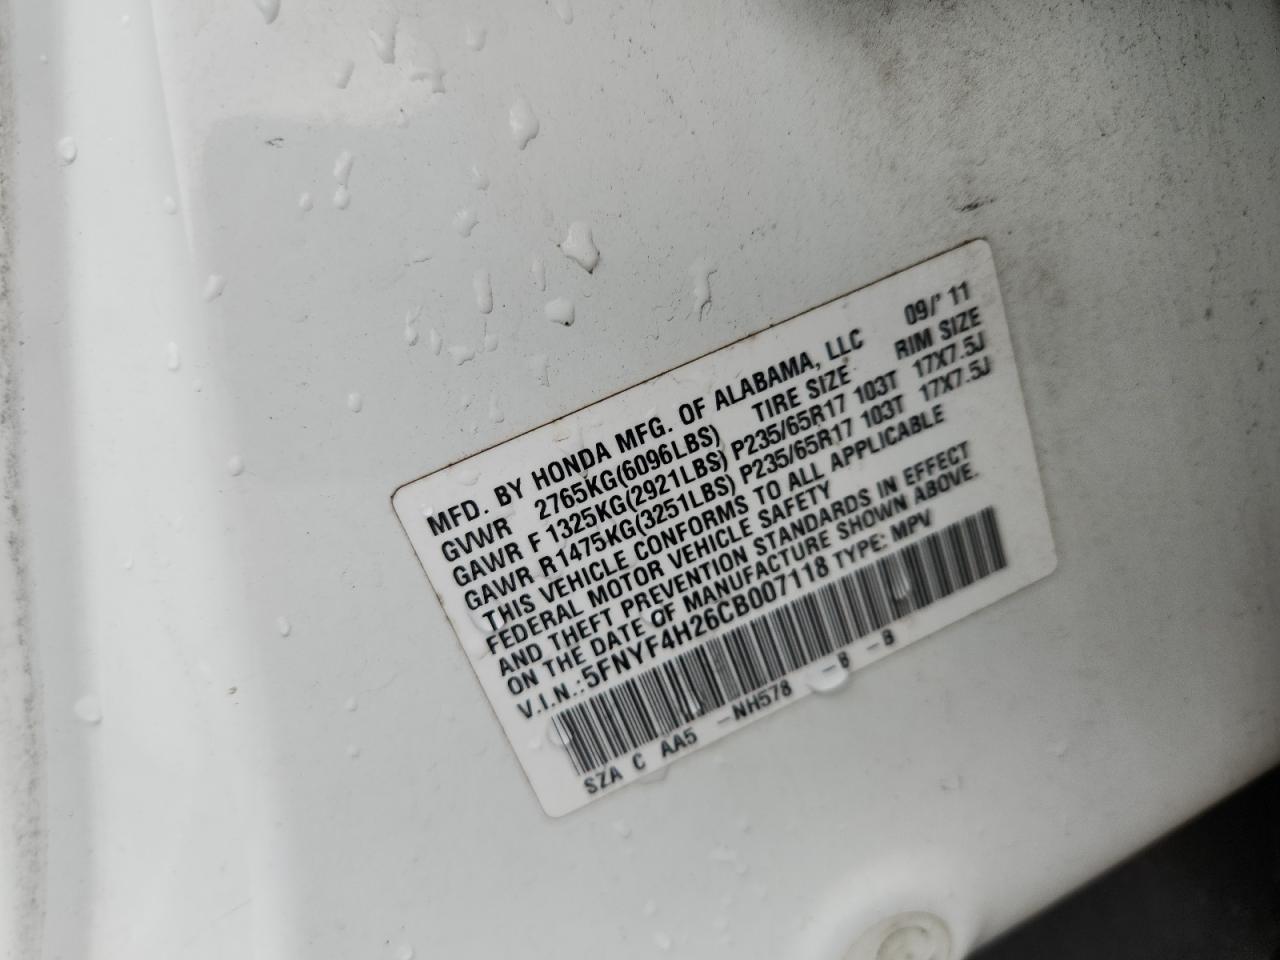 MFD. BY HONDA MFG. OF ALABAMA, LLC 09/'11
GVWR 2765KG(6096LBS) TIRE SIZE RIM SIZE
GAWR F 1325KG(2921LBS) P235/65R17 103T 17X7.5J
GAWR R1475KG(3251LBS) P235/65R17 103T 17X7.5J
THIS VEHICLE CONFORMS TO ALL APPLICABLE
FEDERAL MOTOR VEHICLE SAFETY
AND THEFT PREVENTION STANDARDS IN EFFECT
ON THE DATE OF MANUFACTURE SHOWN ABOVE.
V.I.N.:5FNYF4H26CB007118 TYPE: MPV
SZA C AA5 -NH578 -B -B